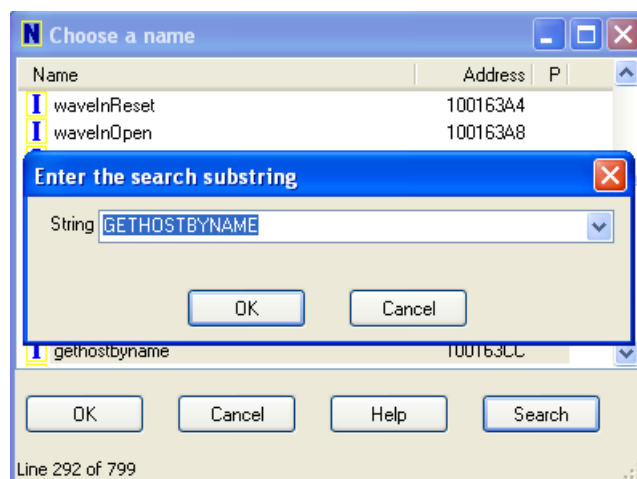 N Choose a name
Name Address P
I waveInReset 100163A4
I waveInOpen 100163A8
Enter the search substring
String GETHOSTBYNAME
OK Cancel
I gethostbyname 100163CC
OK Cancel Help Search
Line 292 of 799